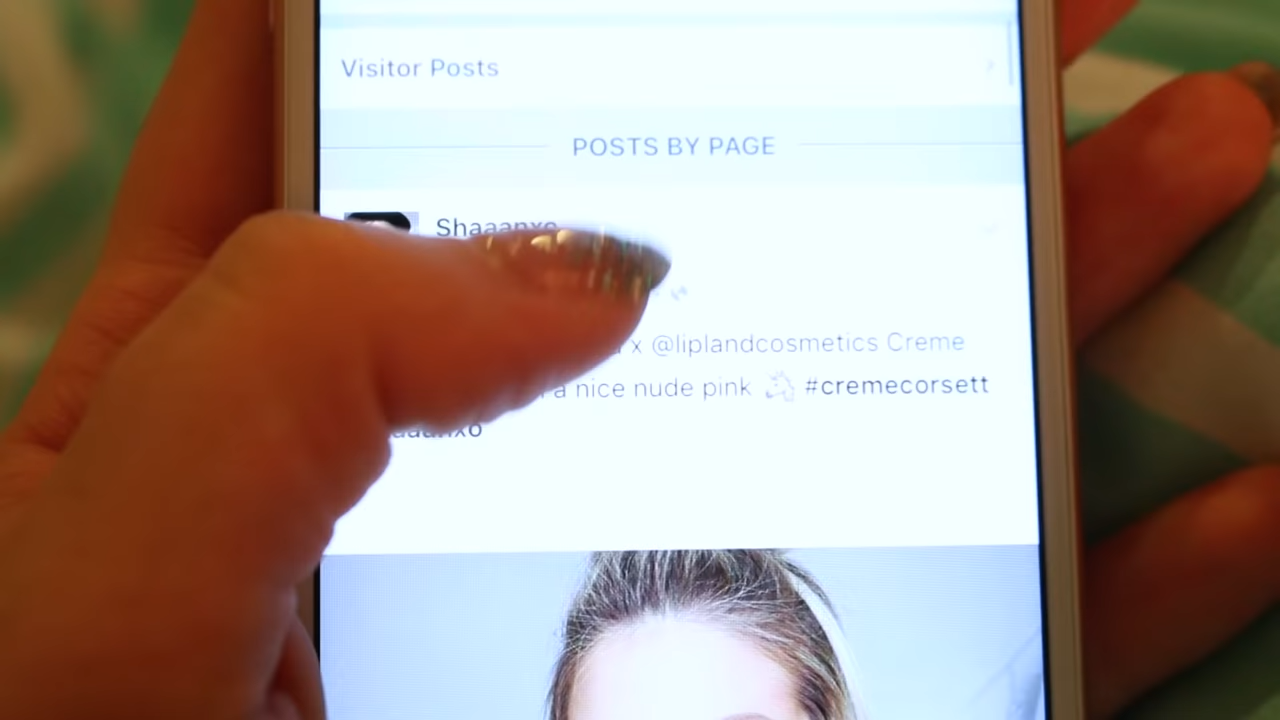 Visitor Posts
POSTS BY PAGE
Shaaanxo
x @liplandcosmetics Creme
a nice nude pink 🦄 #cremecorsett